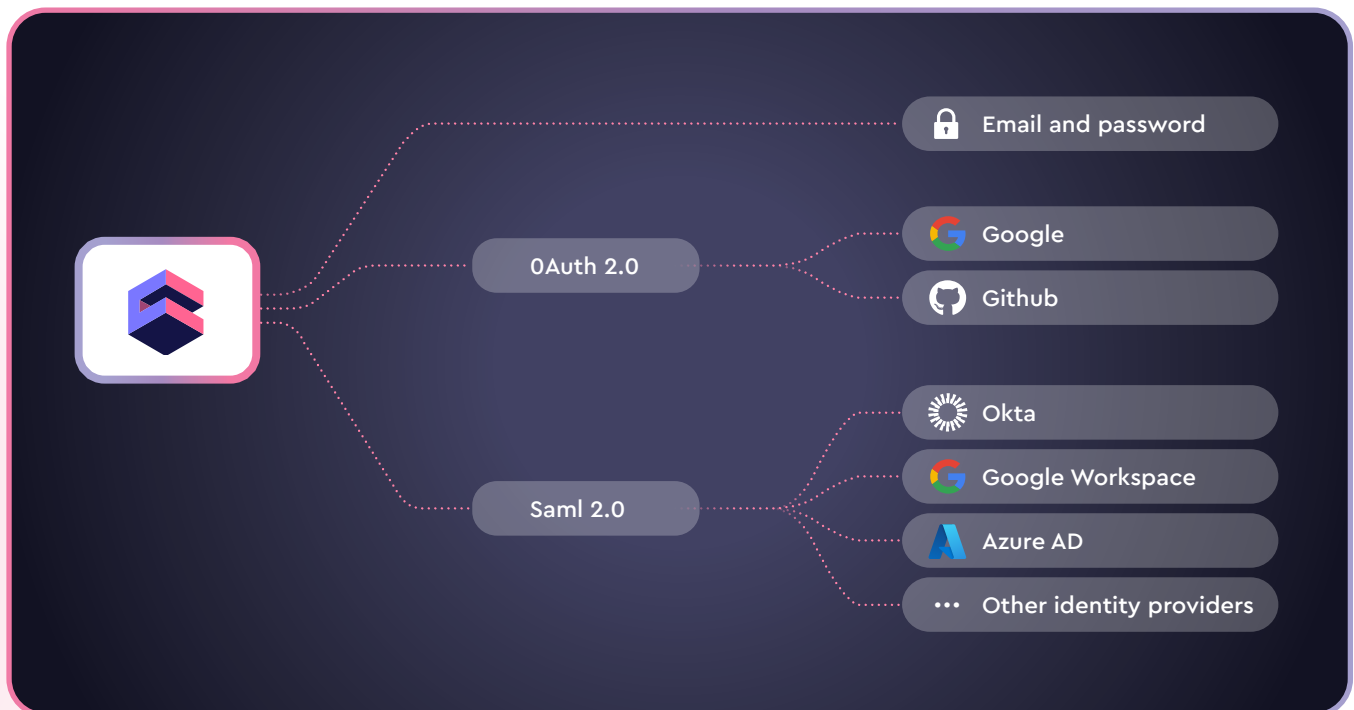 Email and password
Google
0Auth 2.0
Github
Okta
Google Workspace
Saml 2.0
Azure AD
Other identity providers